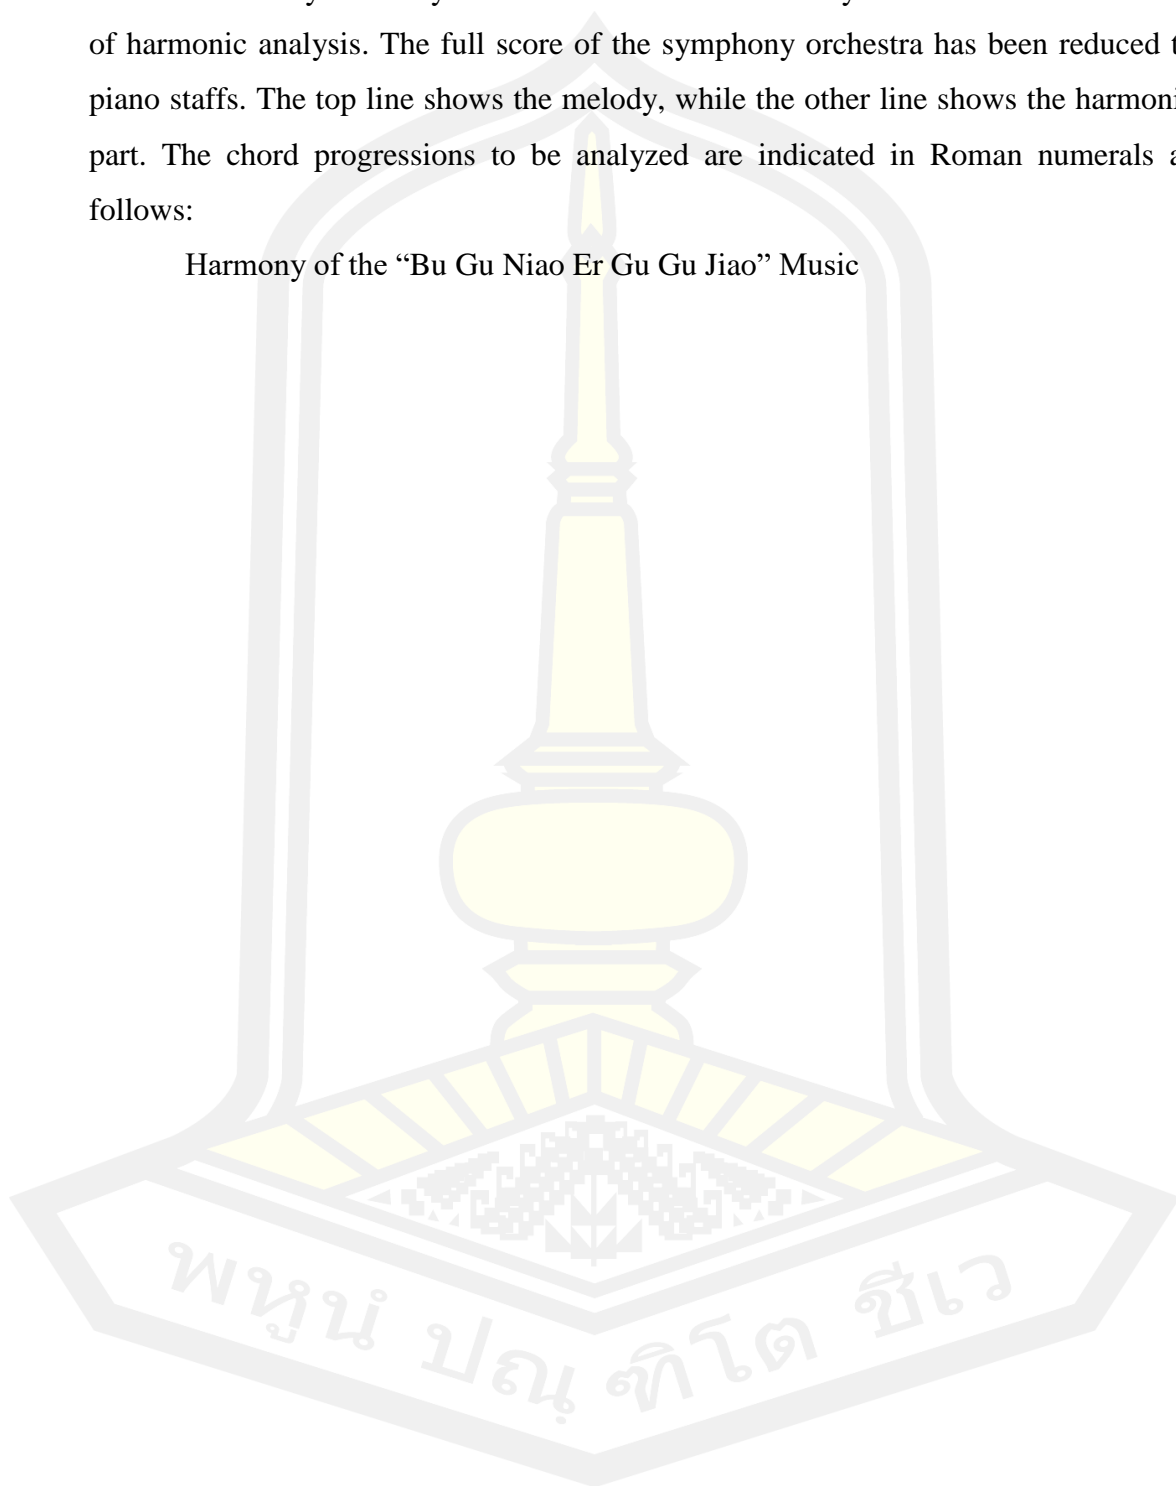 of harmonic analysis. The full score of the symphony orchestra has been reduced
piano staffs. The top line shows the melody, while the other line shows the
part. The chord progressions to be analyzed are indicated in Roman numerals
follows:
Harmony of the “Bu Gu Niao Er Gu Gu Jiao” Music
พหูนํ ปณฺฑิโต ชีเว